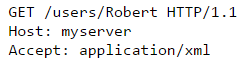 GET /users/Robert HTTP/1.1
Host: myserver
Accept: application/xml